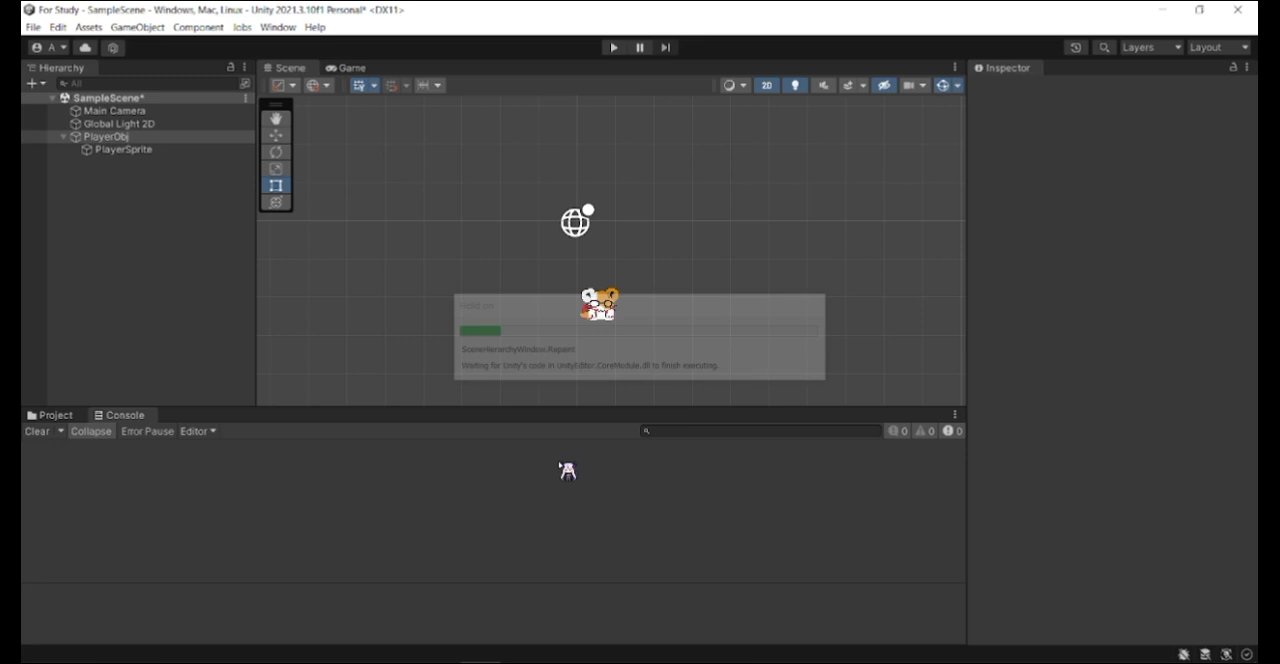 For Study - SampleScene - Windows, Mac, Linux - Unity 2021.3.10f1 Personal* <DX11>
File Edit Assets GameObject Component Jobs Window Help
A Layers Layout
Hierarchy Scene Game Inspector
All 2D
SampleScene*
Main Camera
Global Light 2D
PlayerObj
PlayerSprite
Hold on
SceneHierarchyWindow.Repaint
Waiting for Unity's code in UnityEditor.CoreModule.dll to finish executing.
Project Console
Clear Collapse Error Pause Editor 0 0 0